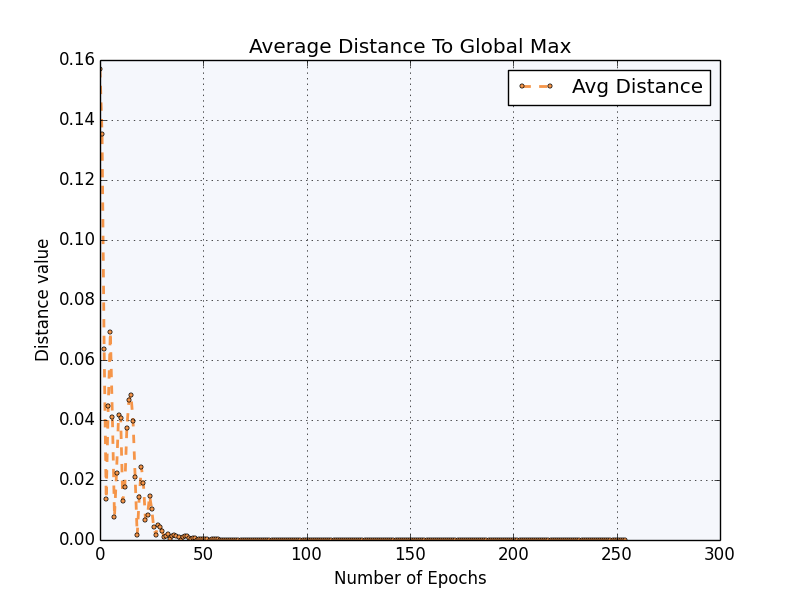 Average Distance To Global Max
Avg Distance
Distance value
0.16
0.14
0.12
0.10
0.08
0.06
0.04
0.02
0.00
0 50 100 150 200 250 300
Number of Epochs